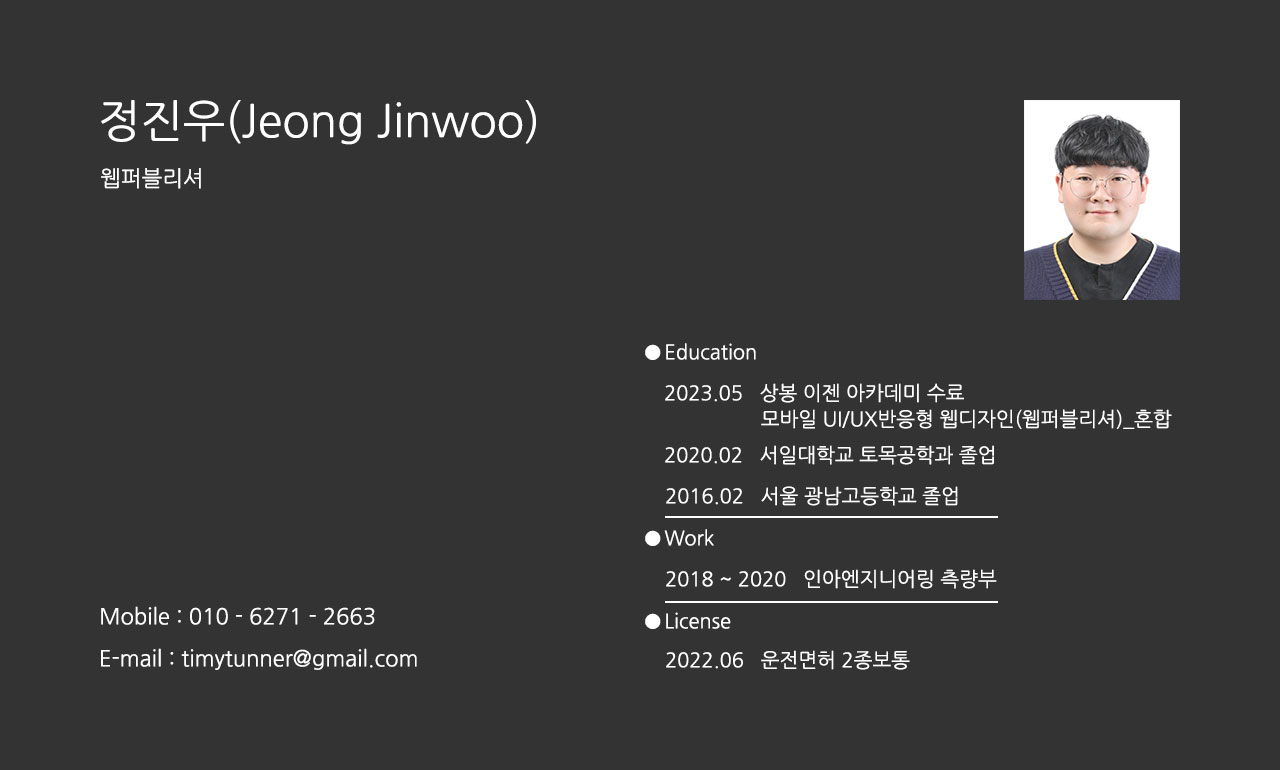 정진우(Jeong Jinwoo)
웹퍼블리셔
● Education
2023.05 상봉 이젠 아카데미 수료
모바일 UI/UX반응형 웹디자인(웹퍼블리셔)_혼합
2020.02 서일대학교 토목공학과 졸업
2016.02 서울 광남고등학교 졸업
● Work
2018 ~ 2020 인아엔지니어링 측량부
● License
2022.06 운전면허 2종보통
Mobile : 010 - 6271 - 2663
E-mail : timytunner@gmail.com